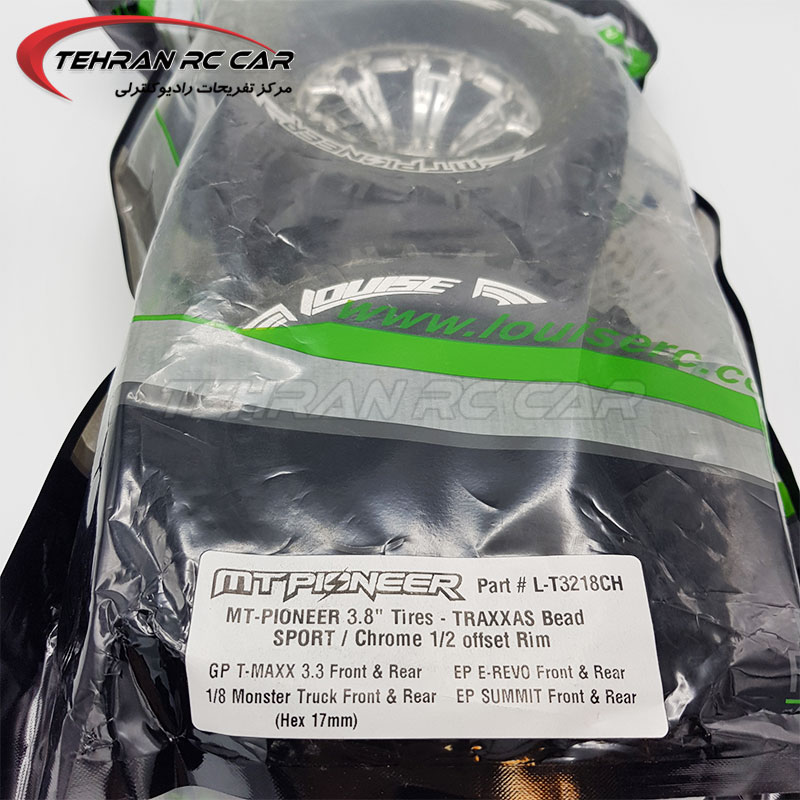 TEHRAN RC CAR
مرکز تفریحات رادیوکنترلی
MT-PIONEER
LOUISE
www.louiserc.co
TEHRAN RC CAR
MT-PIONEER Part # L-T3218CH
MT-PIONEER 3.8" Tires - TRAXXAS Bead
SPORT / Chrome 1/2 offset Rim
GP T-MAXX 3.3 Front & Rear EP E-REVO Front & Rear
1/8 Monster Truck Front & Rear EP SUMMIT Front & Rear
(Hex 17mm)